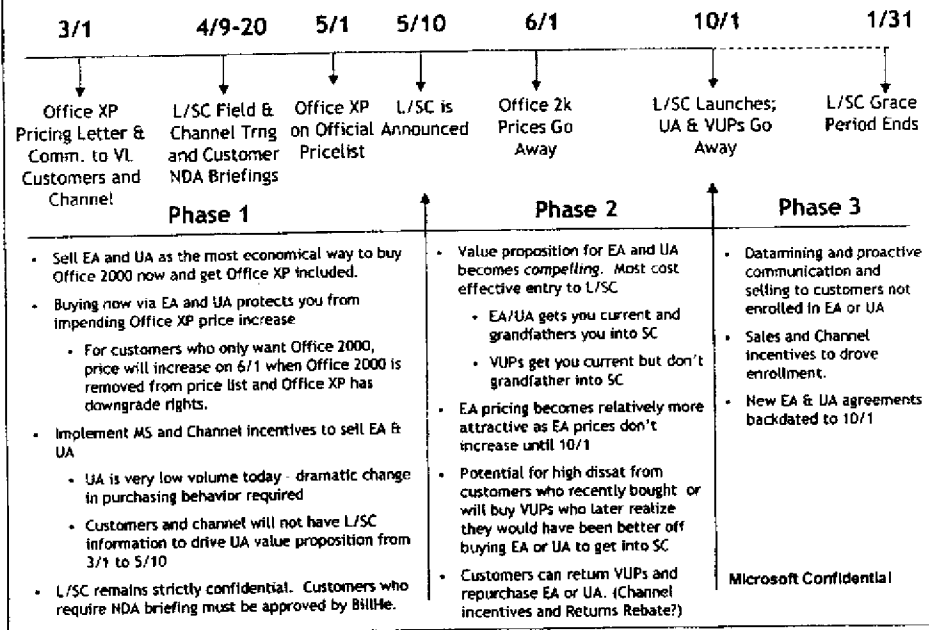 3/1 4/9-20 5/1 5/10 6/1 10/1 1/31
Office XP
Pricing Letter &
Comm. to VL
Customers and
Channel
L/SC Field &
Channel Trng
and Customer
NDA Briefings
Office XP
on Official
Pricelist
L/SC is
Announced
Office 2k
Prices Go
Away
L/SC Launches;
UA & VUPs Go
Away
L/SC Grace
Period Ends
Phase 1
• Sell EA and UA as the most economical way to buy
Office 2000 now and get Office XP included.
• Buying now via EA and UA protects you from
impending Office XP price increase
• For customers who only want Office 2000,
price will increase on 6/1 when Office 2000 is
removed from price list and Office XP has
downgrade rights.
• Implement MS and Channel incentives to sell EA &
UA
• UA is very low volume today - dramatic change
in purchasing behavior required
• Customers and channel will not have L/SC
information to drive UA value proposition from
3/1 to 5/10
• L/SC remains strictly confidential. Customers who
require NDA briefing must be approved by BillHe.
Phase 2
• Value proposition for EA and UA
becomes compelling. Most cost
effective entry to L/SC
• EA/UA gets you current and
grandfathers you into SC
• VUPs get you current but don't
grandfather into SC
• EA pricing becomes relatively more
attractive as EA prices don't
increase until 10/1
• Potential for high dissat from
customers who recently bought or
will buy VUPs who later realize
they would have been better off
buying EA or UA to get into SC
• Customers can return VUPs and
repurchase EA or UA. (Channel
incentives and Returns Rebate?)
Phase 3
• Datamining and proactive
communication and
selling to customers not
enrolled in EA or UA
• Sales and Channel
incentives to drove
enrollment.
• New EA & UA agreements
backdated to 10/1
Microsoft Confidential